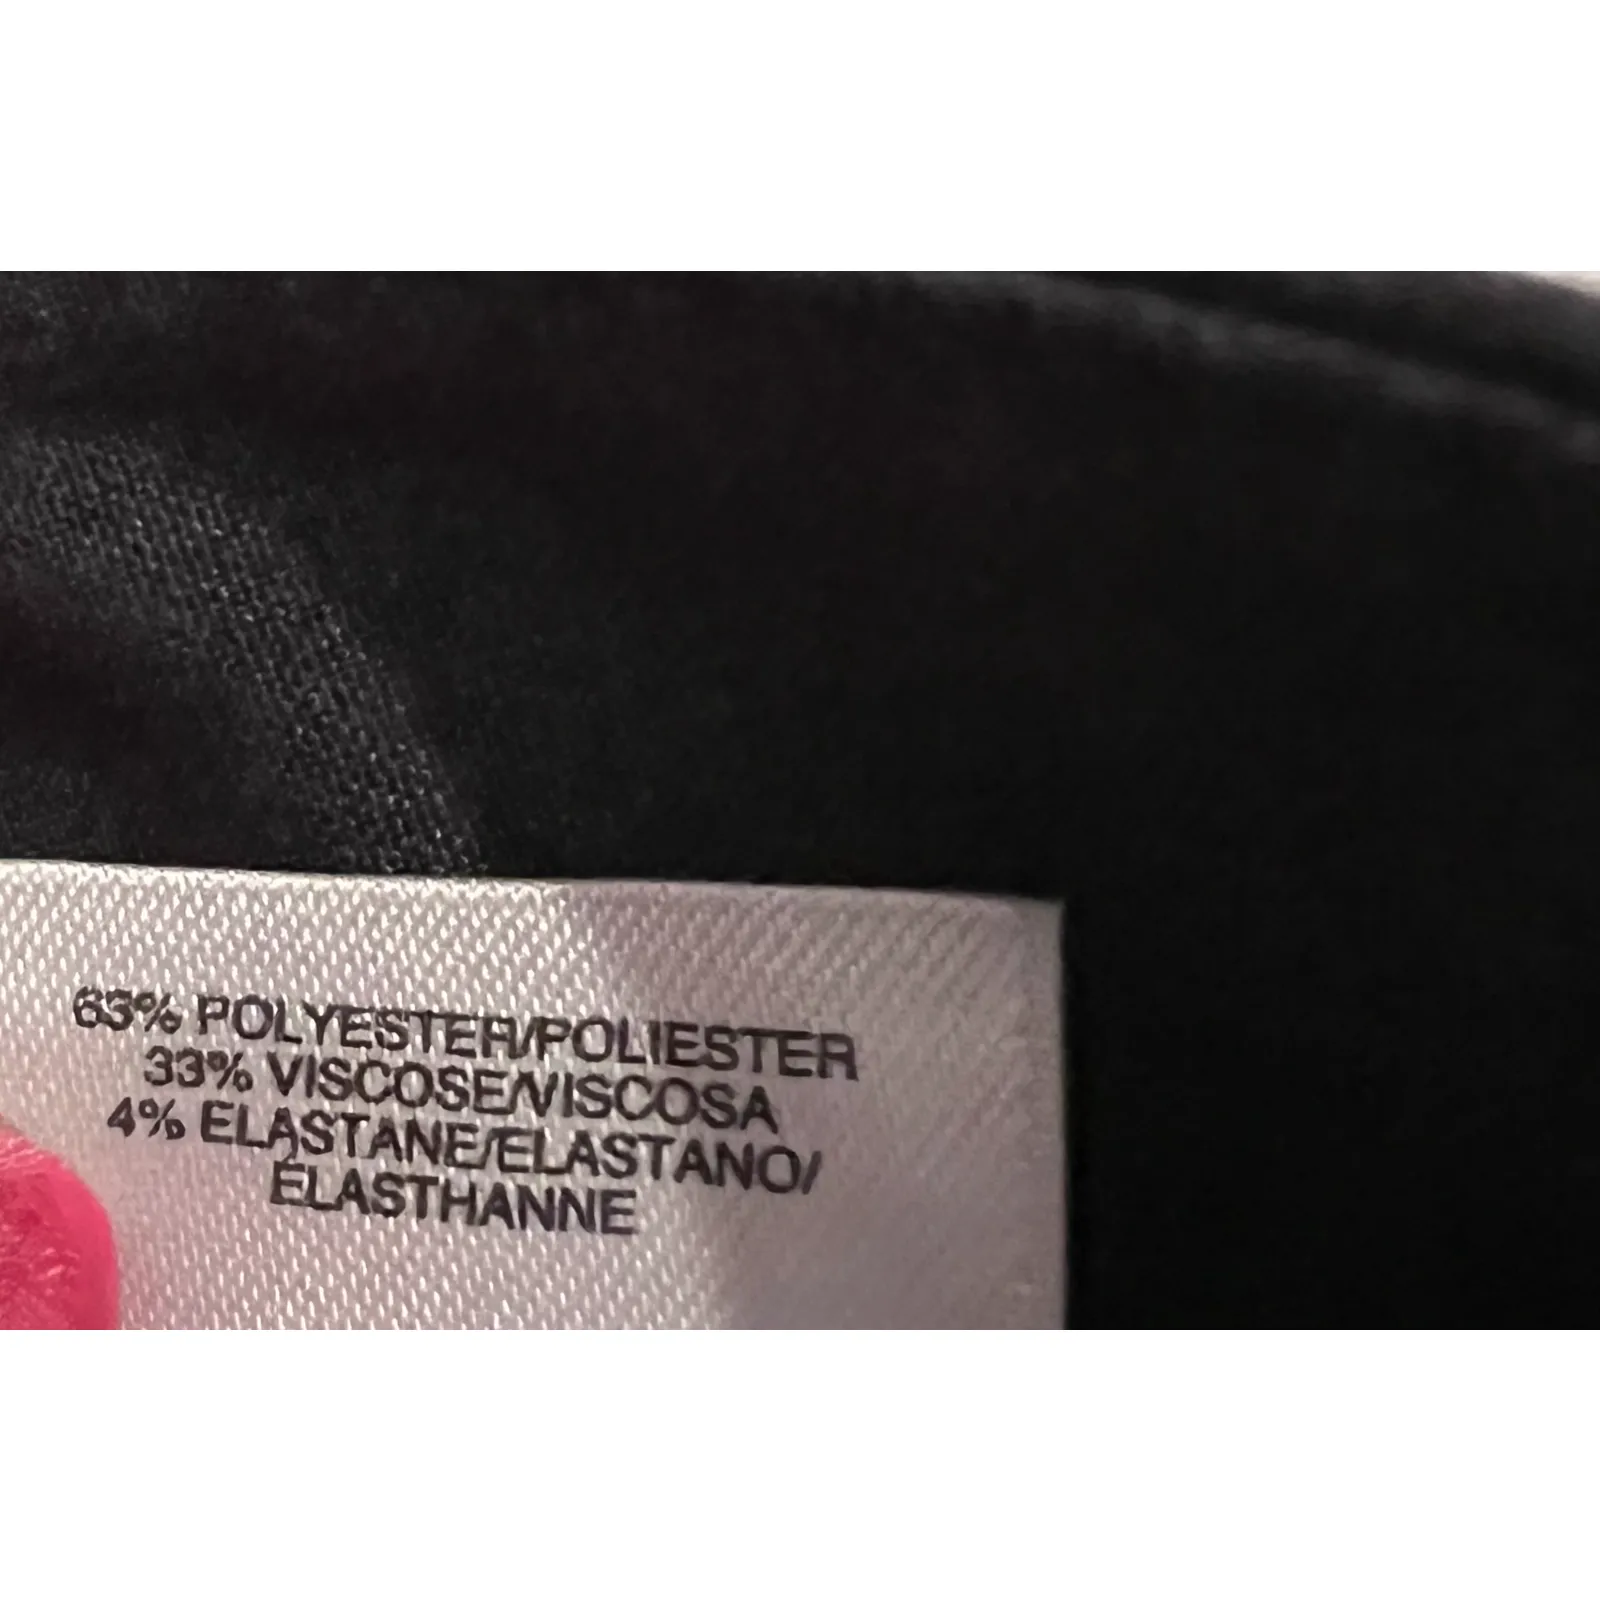 63% POLYESTER/POLIESTER
33% VISCOSE/VISCOSA
4% ELASTANE/ELASTANO/
ÉLASTHANNE